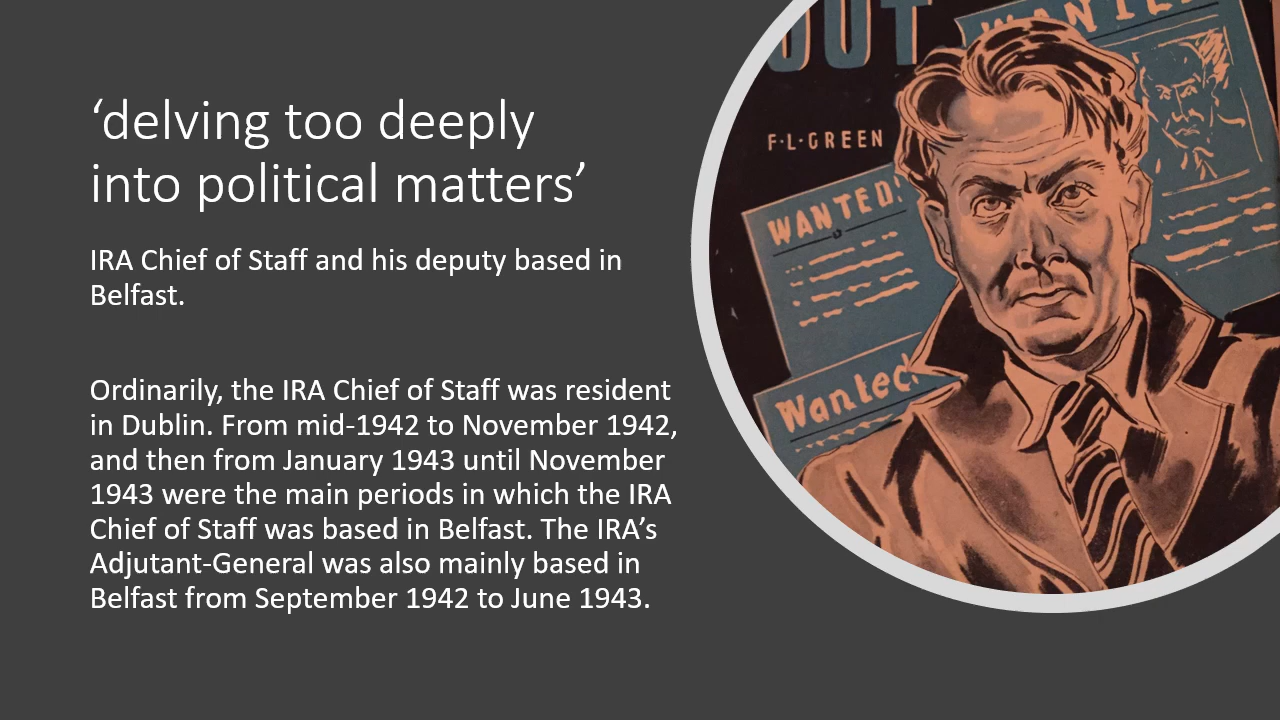 ‘delving too deeply
into political matters’
IRA Chief of Staff and his deputy based in
Belfast.
Ordinarily, the IRA Chief of Staff was resident
in Dublin. From mid-1942 to November 1942,
and then from January 1943 until November
1943 were the main periods in which the IRA
Chief of Staff was based in Belfast. The IRA’s
Adjutant-General was also mainly based in
Belfast from September 1942 to June 1943.
OUT
WANTED
F·L·GREEN
WANTED!
Wanted